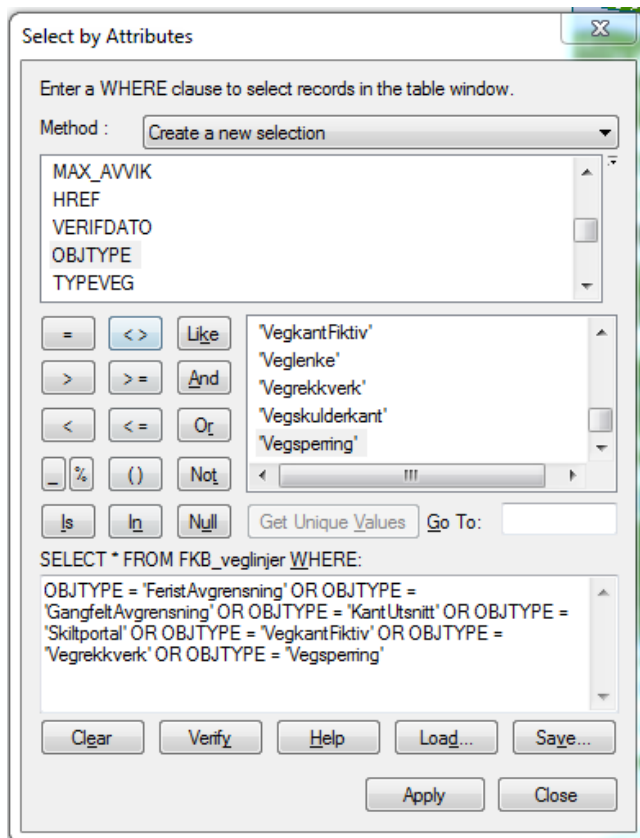 Select by Attributes
Enter a WHERE clause to select records in the table window.
Method : Create a new selection
MAX_AVVIK
HREF
VERIFDATO
OBJTYPE
TYPEVEG
= < > Like
> > = And
< < = Or
_ % ( ) Not
Is In Null
'VegkantFiktiv'
'Veglenke'
'Vegrekkverk'
'Vegskulderkant'
'Vegsperring'
Get Unique Values Go To:
SELECT * FROM FKB_veglinjer WHERE:
OBJTYPE = 'FeristAvgrensning' OR OBJTYPE =
'GangfeltAvgrensning' OR OBJTYPE = 'KantUtsnitt' OR OBJTYPE =
'Skiltportal' OR OBJTYPE = 'VegkantFiktiv' OR OBJTYPE =
'Vegrekkverk' OR OBJTYPE = 'Vegsperring'
Clear Verify Help Load... Save...
Apply Close